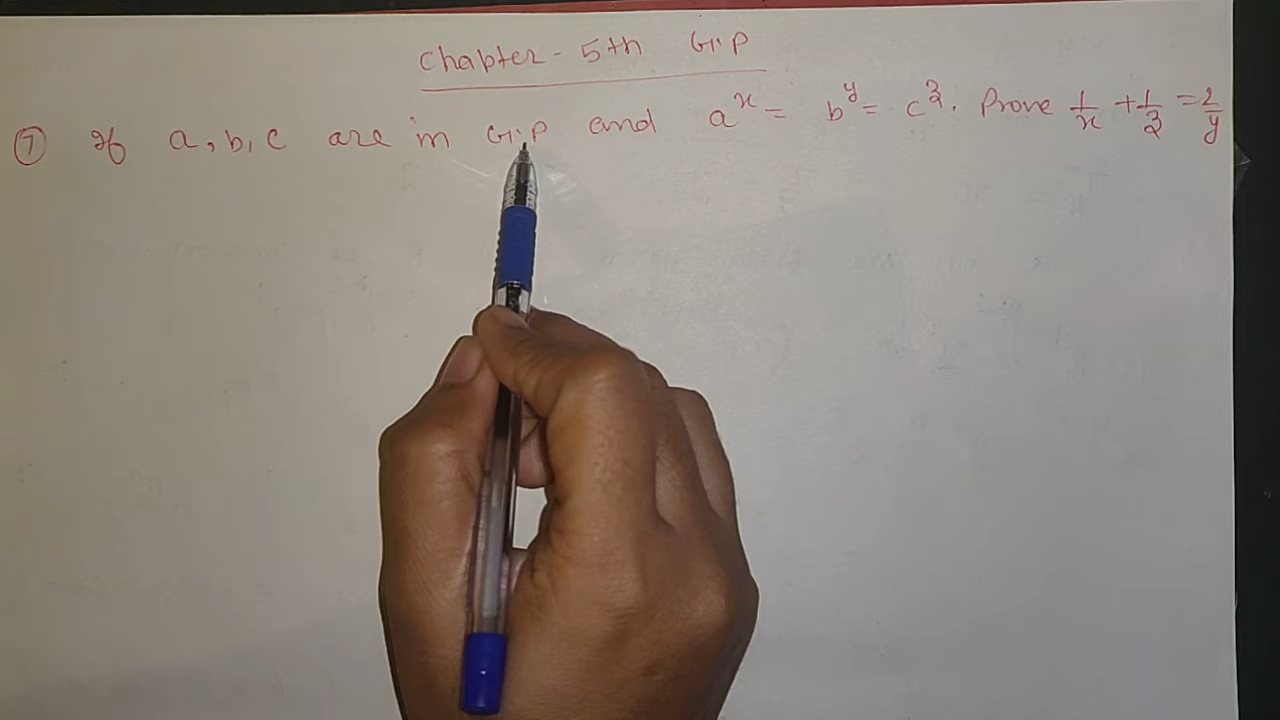 Chapter - 5th G.P
⑦ If a, b, c are in G.P and a^x = b^y = c^z. Prove 1/x + 1/z = 2/y